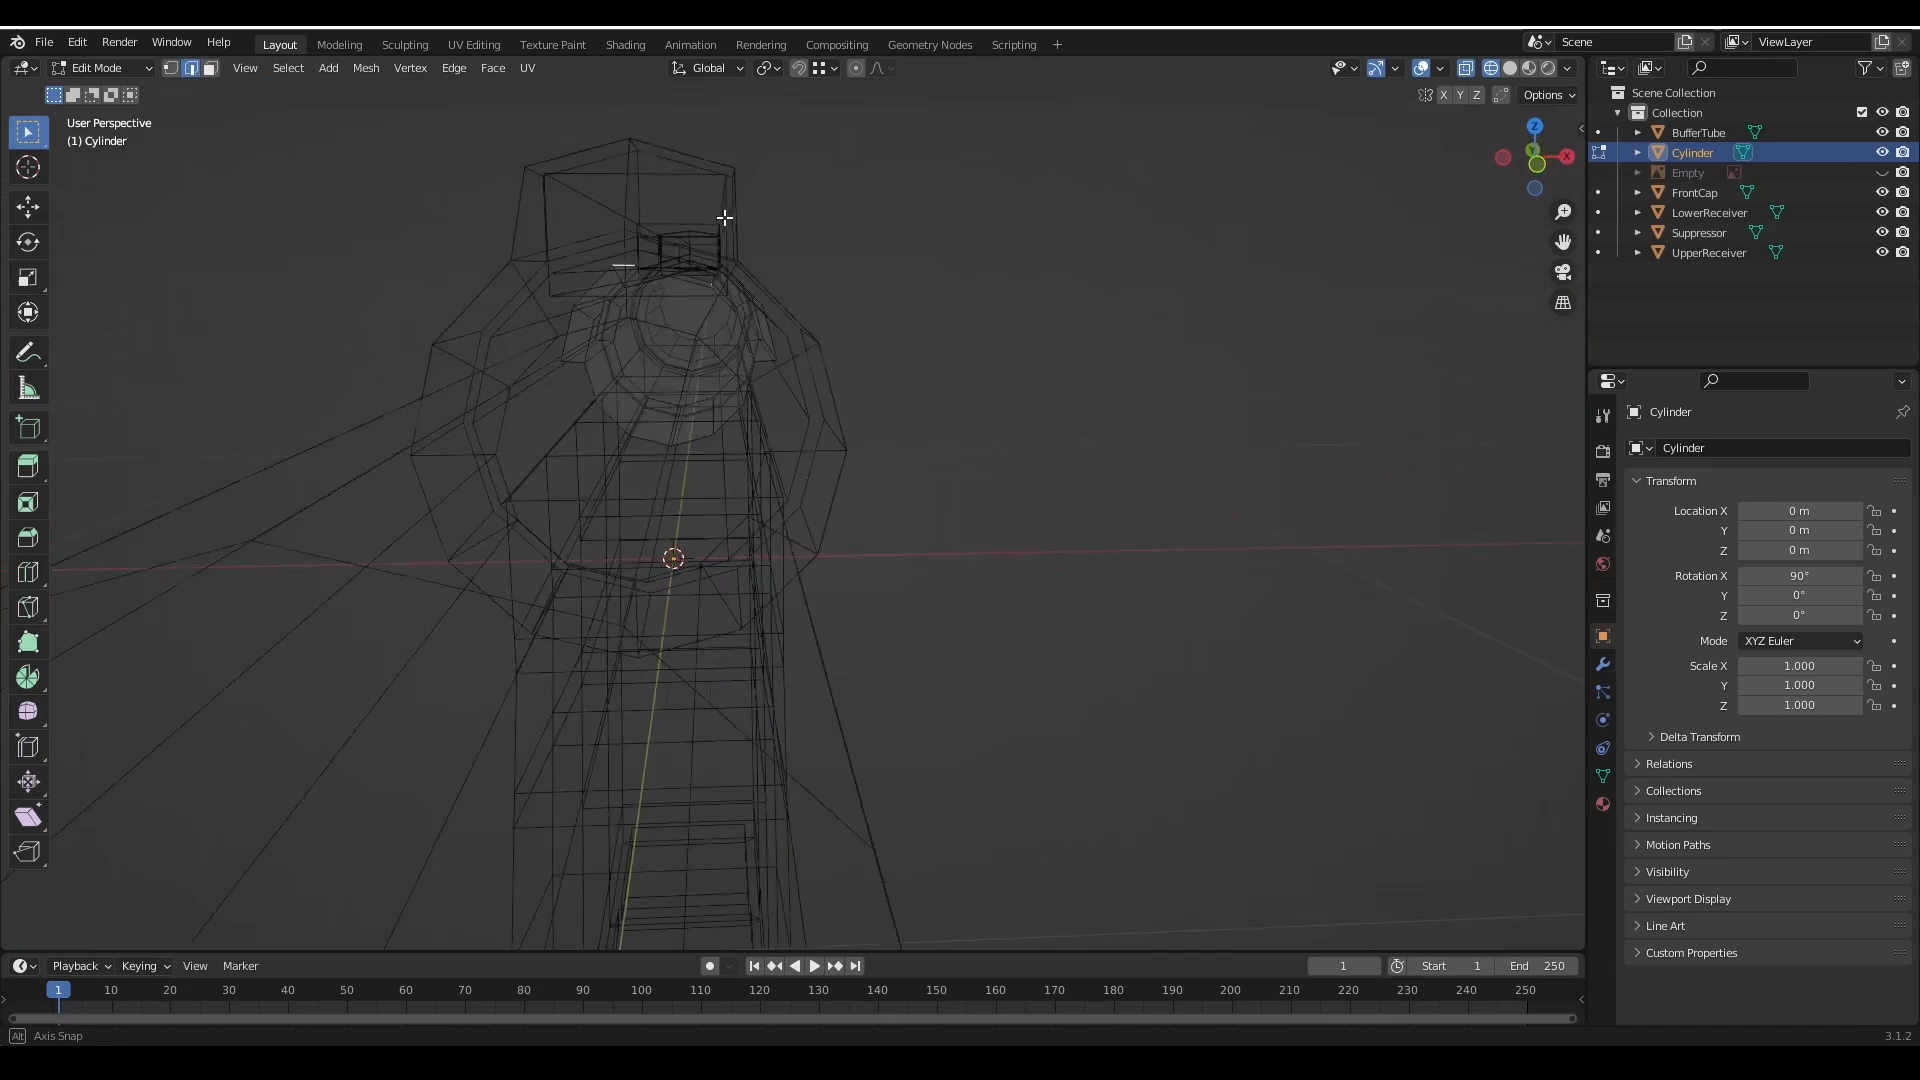 File Edit Render Window Help Layout Modeling Sculpting UV Editing Texture Paint Shading Animation Rendering Compositing Geometry Nodes Scripting + Scene ViewLayer
Edit Mode View Select Add Mesh Vertex Edge Face UV Global
X Y Z Options
User Perspective
(1) Cylinder
Z
Y
X
Scene Collection
Collection
BufferTube
Cylinder
Empty
FrontCap
LowerReceiver
Suppressor
UpperReceiver
Cylinder
Cylinder
Transform
Location X 0 m
Y 0 m
Z 0 m
Rotation X 90°
Y 0°
Z 0°
Mode XYZ Euler
Scale X 1.000
Y 1.000
Z 1.000
Delta Transform
Relations
Collections
Instancing
Motion Paths
Visibility
Viewport Display
Line Art
Custom Properties
Playback Keying View Marker 1 Start 1 End 250
1 10 20 30 40 50 60 70 80 90 100 110 120 130 140 150 160 170 180 190 200 210 220 230 240 250
Alt Axis Snap 3.1.2